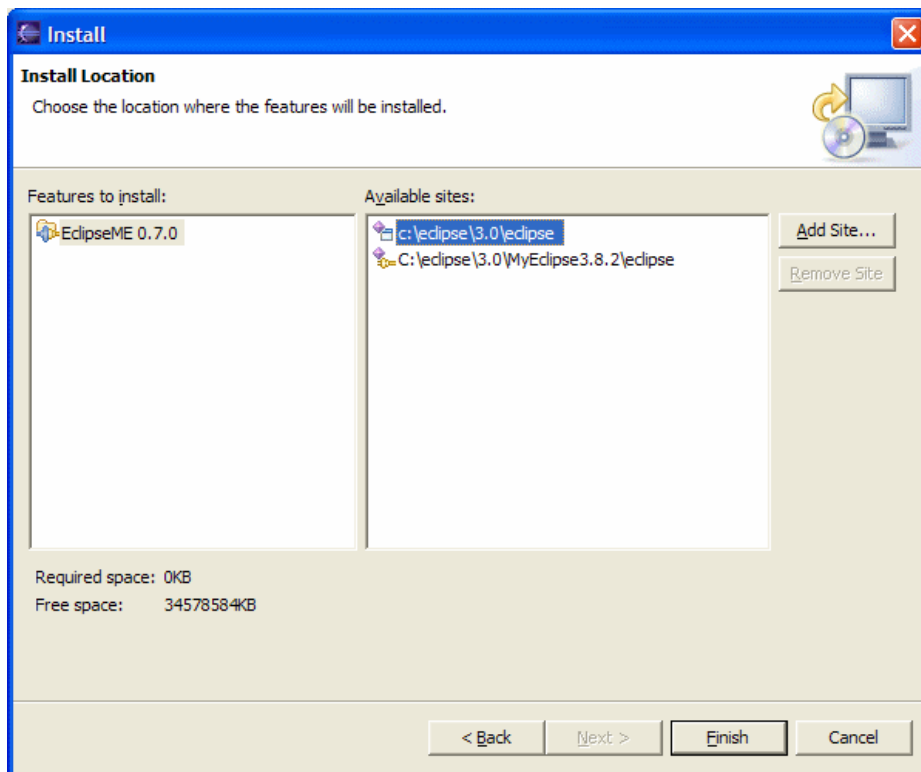 Install
Install Location
Choose the location where the features will be installed.
Features to install:
Available sites:
EclipseME 0.7.0
c:\eclipse\3.0\eclipse
C:\eclipse\3.0\MyEclipse3.8.2\eclipse
Add Site...
Remove Site
Required space: 0KB
Free space: 34578584KB
< Back
Next >
Finish
Cancel